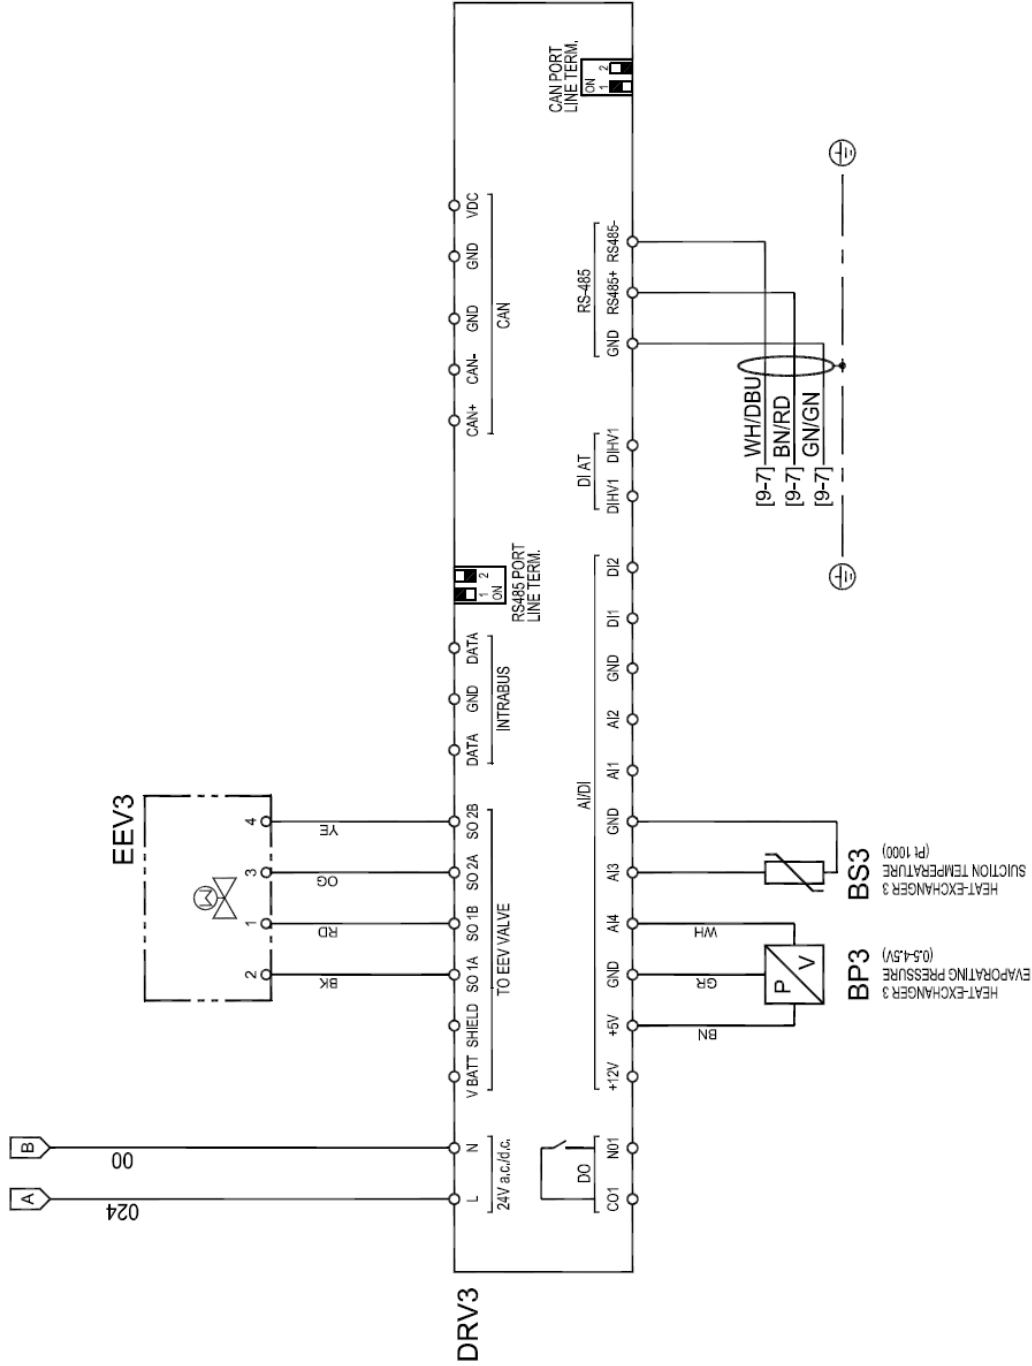 A
B
024
00
EEV3
2
1
3
4
M
BK
RD
OG
YE
DRV3
L
N
V BATT
SHIELD
SO 1A
SO 1B
SO 2A
SO 2B
DATA
GND
DATA
CAN+
CAN-
GND
GND
VDC
24V a.c./d.c.
TO EEV VALVE
INTRABUS
1 2
ON
RS485 PORT
LINE TERM.
CAN
DO
AI/DI
DI AT
RS-485
CAN PORT
LINE TERM.
ON
1 2
CO1
N01
+12V
+5V
GND
AI4
AI3
GND
AI1
AI2
GND
DI1
DI2
DIHV1
DIHV1
GND
RS485+
RS485-
BN
GR
WH
P
V
BP3
HEAT-EXCHANGER 3
EVAPORATING PRESSURE
(0.5-4.5V)
BS3
HEAT-EXCHANGER 3
SUICTION TEMPERATURE
(Pt 1000)
[9-7] WH/DBU
[9-7] BN/RD
[9-7] GN/GN